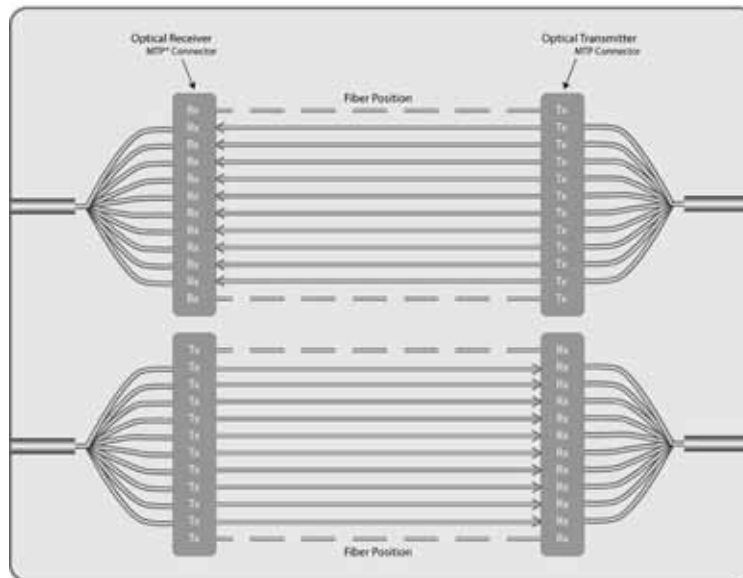 Optical Receiver
MTP® Connector
Optical Transmitter
MTP Connector
Fiber Position
Rx Tx
Rx Tx
Rx Tx
Rx Tx
Rx Tx
Rx Tx
Rx Tx
Rx Tx
Rx Tx
Rx Tx
Rx Tx
Rx Tx
Tx Rx
Tx Rx
Tx Rx
Tx Rx
Tx Rx
Tx Rx
Tx Rx
Tx Rx
Tx Rx
Tx Rx
Tx Rx
Tx Rx
Fiber Position